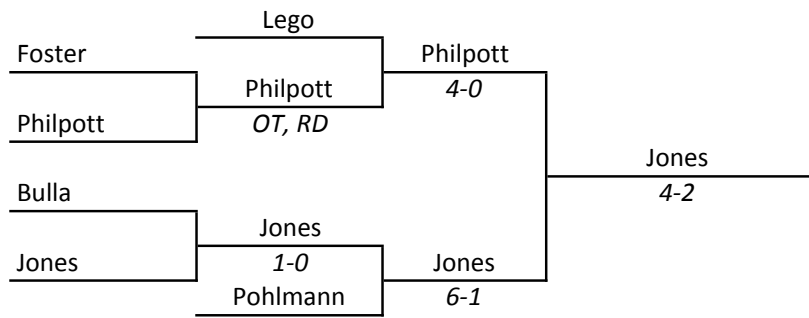 Lego
Foster
Philpott
Philpott
4-0
Philpott
OT, RD
Jones
4-2
Bulla
Jones
1-0
Jones
Jones
6-1
Pohlmann